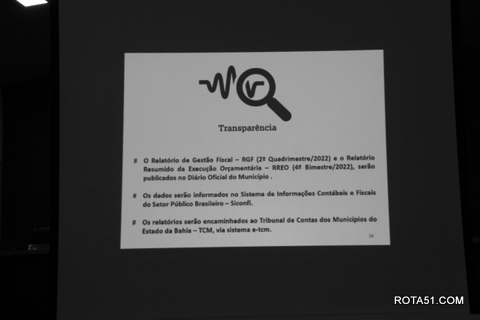 Transparência
# O Relatório de Gestão Fiscal – RGF (2º Quadrimestre/2022) e o Relatório
Resumido da Execução Orçamentária – RREO (4º Bimestre/2022), serão
publicados no Diário Oficial do Município .
# Os dados serão informados no Sistema de Informações Contábeis e Fiscais
do Setor Público Brasileiro – Siconfi.
# Os relatórios serão encaminhados ao Tribunal de Contas dos Municípios do
Estado da Bahia – TCM, via sistema e-tcm.
ROTA51.COM